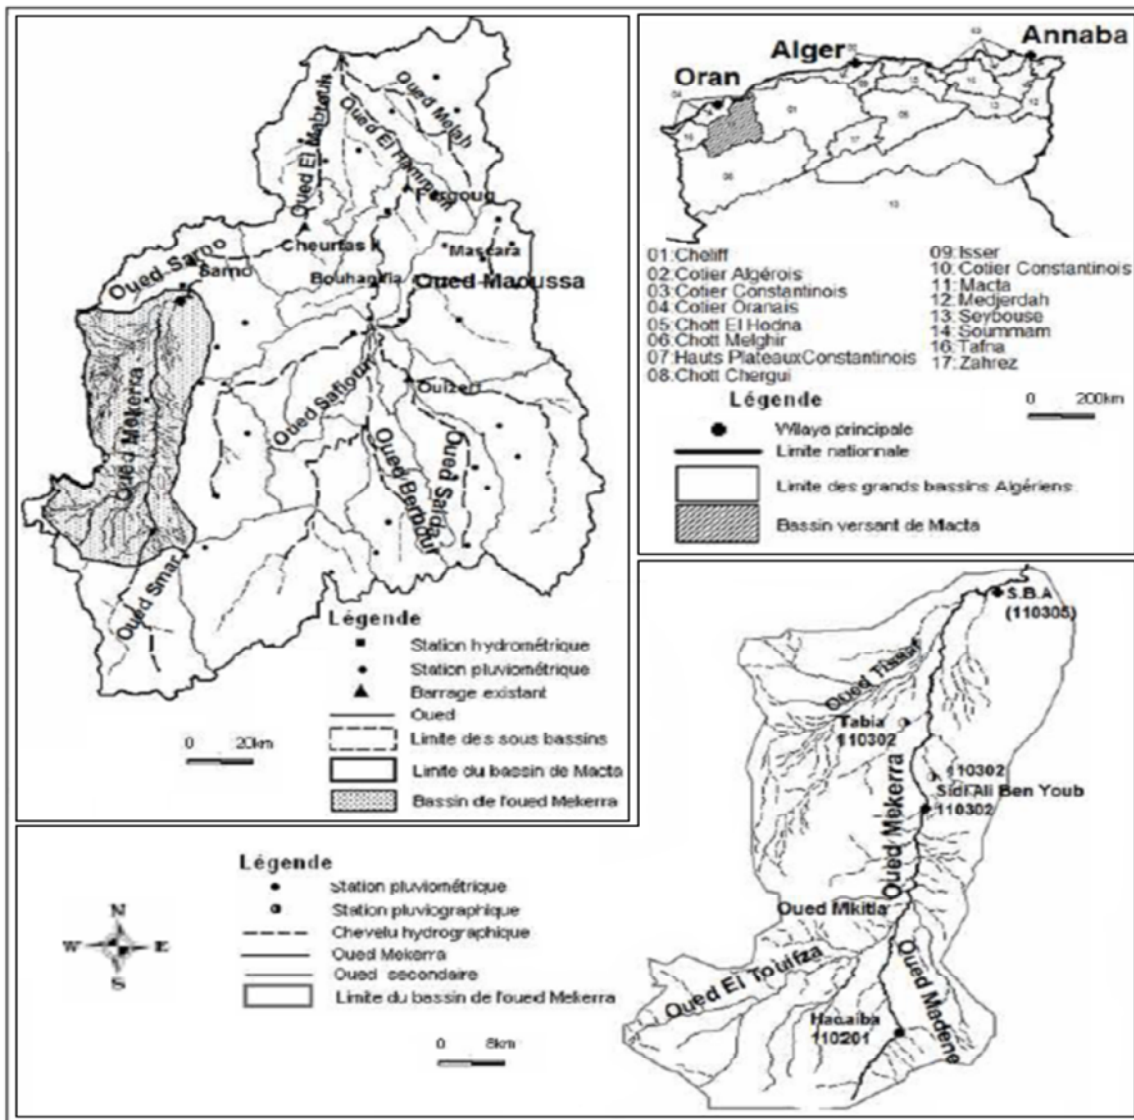 Oued El Mabtouh
Oued El Hammam
Oued Melah
Fergoug
Cheurfas II
Mascara
Oued Sarno
Sarno
Bouhanifia
Oued Maoussa
Ouizert
Oued Sefioun
Oued Mekerra
Oued Berbour
Oued Saida
Oued Smar
Légende
Station hydrométrique
Station pluviométrique
Barrage existant
Oued
Limite des sous bassins
Limite du bassin de Macta
Bassin de l'oued Mekerra
0 20km
Oran
Alger
Annaba
01:Cheliff
02:Cotier Algérois
03:Cotier Constantinois
04:Cotier Oranais
05:Chott El Hodna
06:Chott Melghir
07:Hauts PlateauxConstantinois
08:Chott Chergui
09:Isser
10:Cotier Constantinois
11:Macta
12:Medjerdah
13:Seybouse
14:Soummam
16:Tafna
17:Zahrez
Légende
0 200km
Wilaya principale
Limite nationnale
Limite des grands bassins Algériens
Bassin versant de Macta
S.B.A
(110305)
Oued Tissaf
Tabia
110302
110302
Sidi Ali Ben Youb
110302
Oued Mekerra
Oued Mkitla
Oued El Touifza
Oued Madene
Hacaiba
110201
Légende
Station pluviométrique
Station pluviographique
Chevelu hydrographique
Oued Mekerra
Oued secondaire
Limite du bassin de l'oued Mekerra
0 8km
N
W E
S